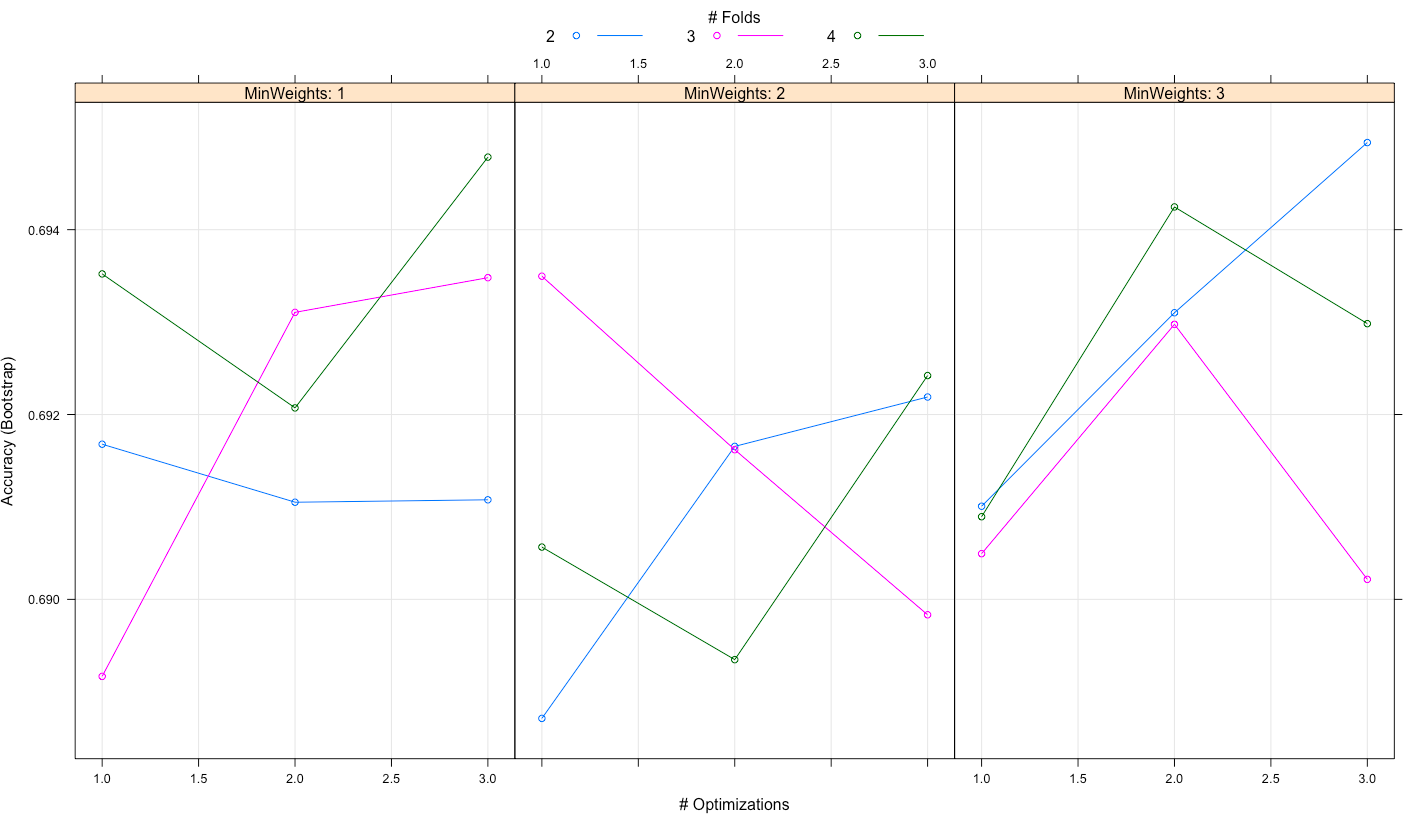 # Folds
2 3 4
1.0 1.5 2.0 2.5 3.0
MinWeights: 1 MinWeights: 2 MinWeights: 3
Accuracy (Bootstrap)
0.694
0.692
0.690
1.0 1.5 2.0 2.5 3.0 1.0 1.5 2.0 2.5 3.0
# Optimizations